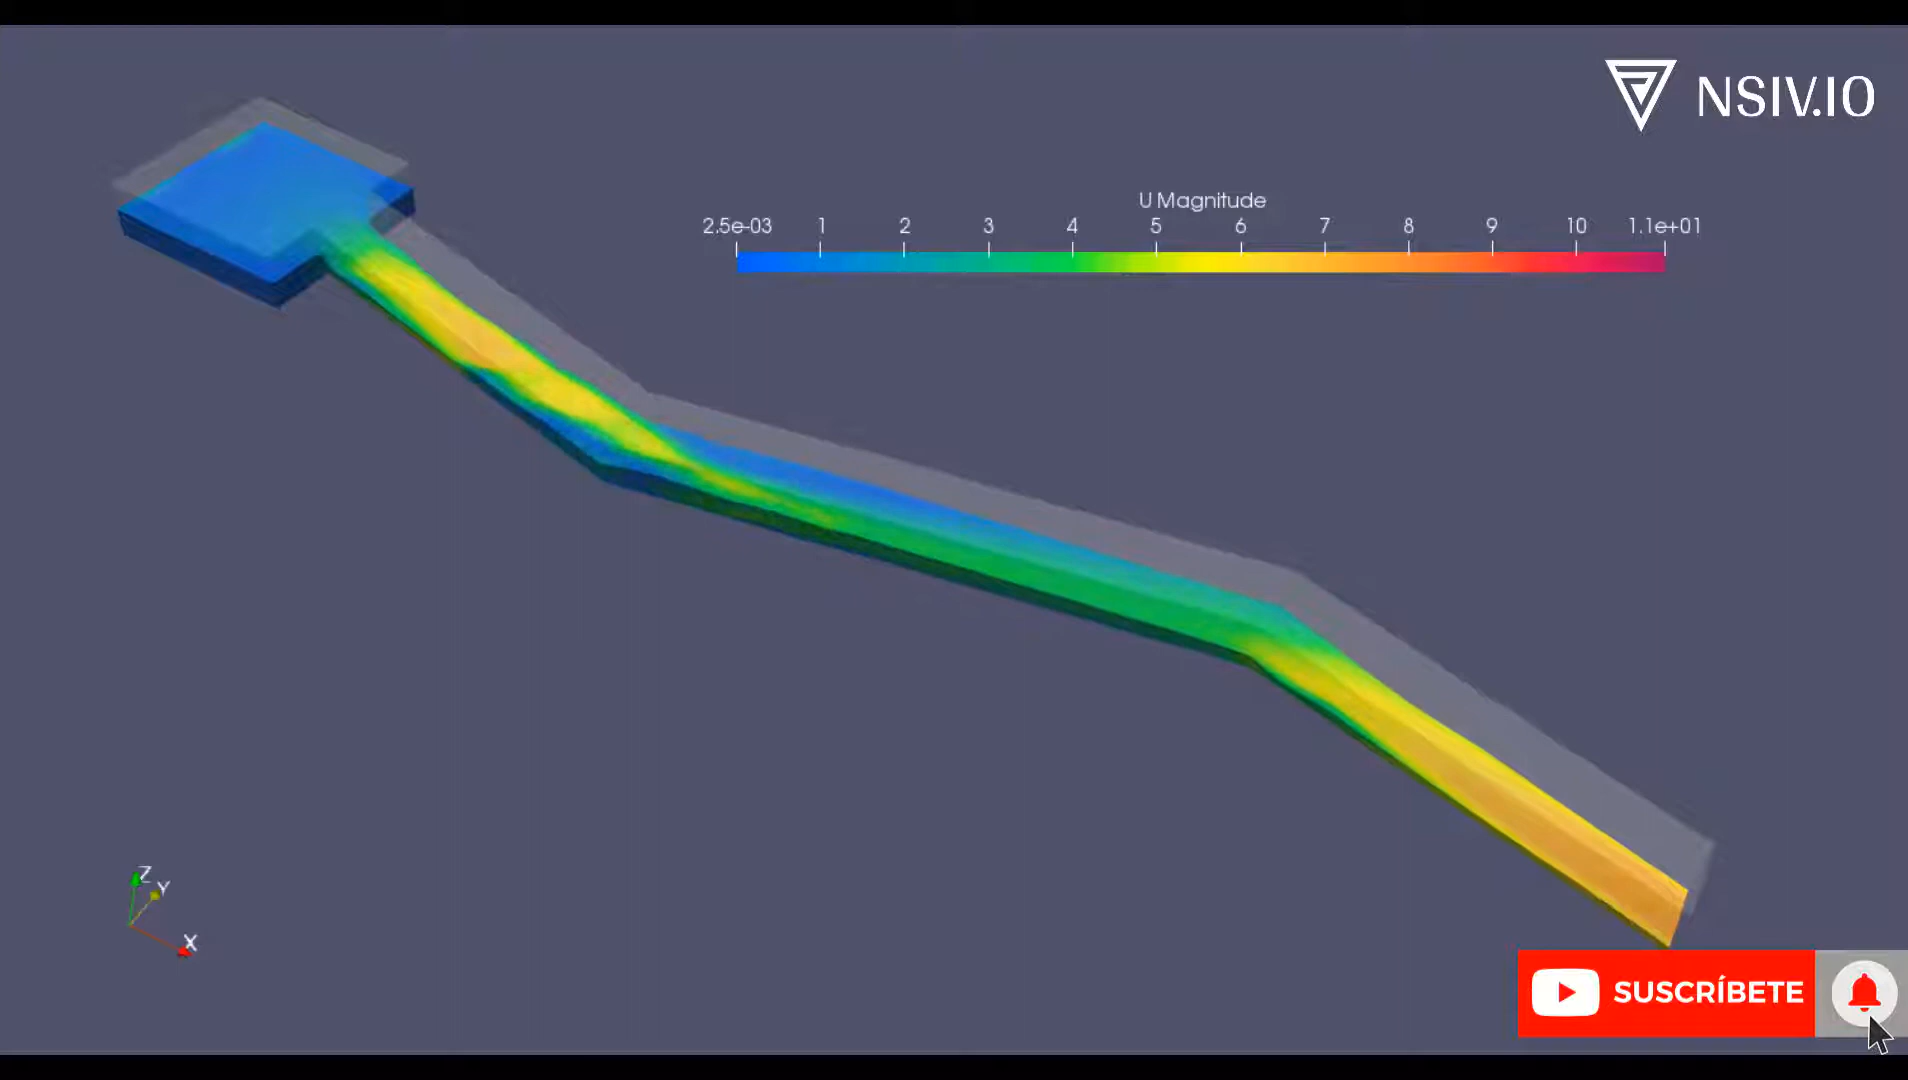 NSIV.IO
U Magnitude
2.5e-03 1 2 3 4 5 6 7 8 9 10 1.1e+01
Z
Y
X
SUSCRÍBETE